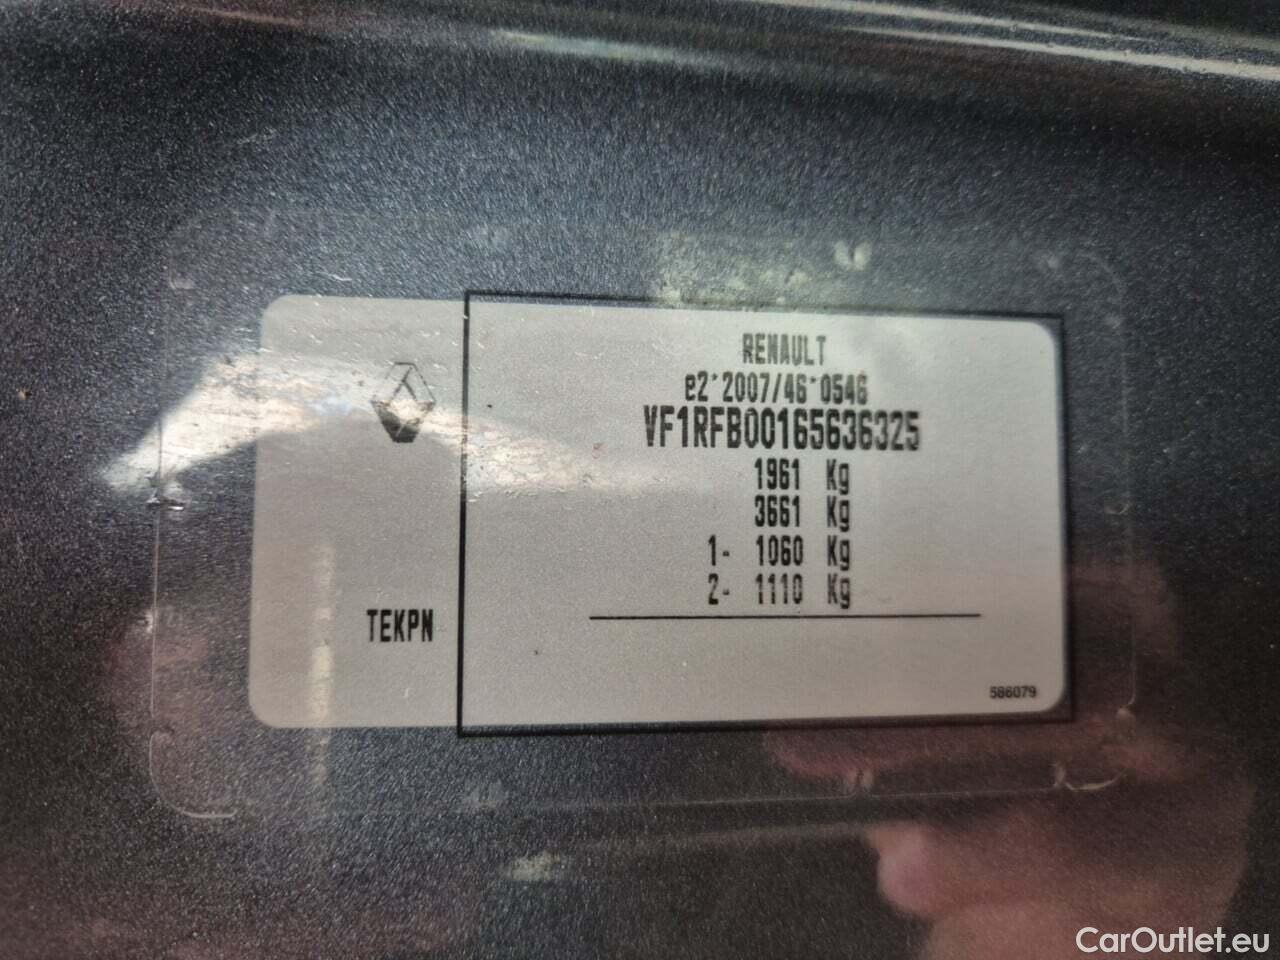 RENAULT
e2*2007/46*0546
VF1RFB00165636325
1961 Kg
3661 Kg
1- 1060 Kg
2- 1110 Kg
TEKPN
586079
CarOutlet.eu